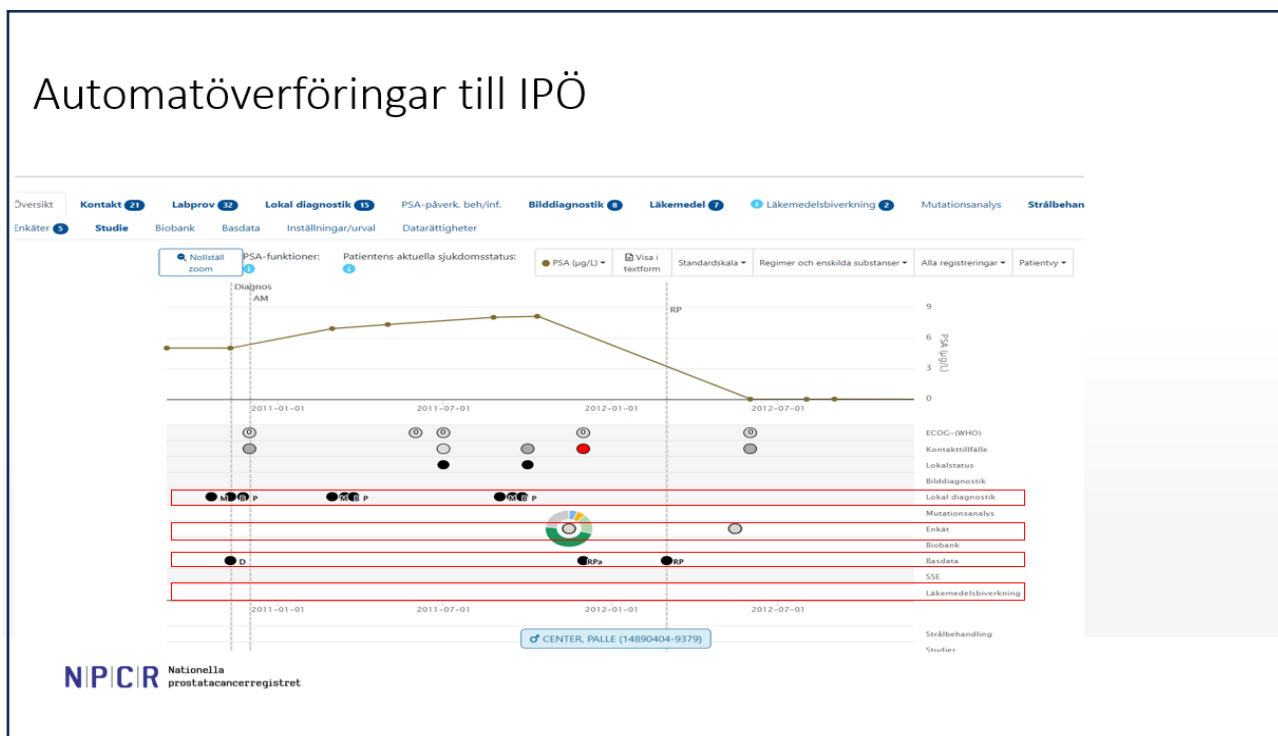 Automatöverföringar till IPÖ
Översikt Kontakt 21 Labprov 32 Lokal diagnostik 15 PSA-påverk. beh/inf. Bilddiagnostik 8 Läkemedel 7 Läkemedelsbiverkning 2 Mutationsanalys Strålbehan
Enkäter 5 Studie Biobank Basdata Inställningar/urval Datarättigheter
Nollställ zoom PSA-funktioner: Patientens aktuella sjukdomsstatus: PSA (µg/L) Visa i textform Standardskala Regimer och enskilda substanser Alla registreringar Patientvy
Diagnos
AM
RP
9
6
3
0
PSA (µg/L)
2011-01-01 2011-07-01 2012-01-01 2012-07-01
0 0 0 0 0 ECOG-(WHO)
Kontakttillfälle
Lokalstatus
Bilddiagnostik
M B P M B P M B P Lokal diagnostik
Mutationsanalys
Enkät
Biobank
D RPa RP Basdata
SSE
Läkemedelsbiverkning
2011-01-01 2011-07-01 2012-01-01 2012-07-01
CENTER, PALLE (14890404-9379)
Strålbehandling
Studier
NPCR Nationella
prostatacancerregistret